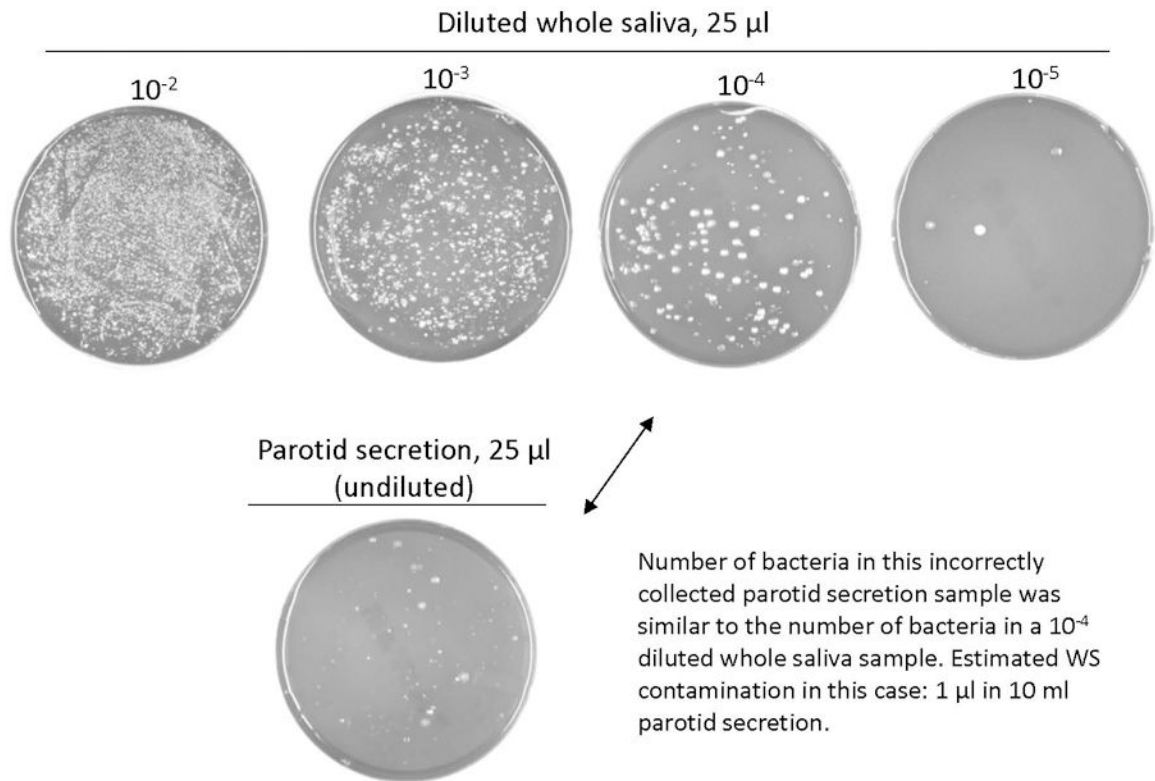 Diluted whole saliva, 25 µl
10⁻² 10⁻³ 10⁻⁴ 10⁻⁵
Parotid secretion, 25 µl
(undiluted)
Number of bacteria in this incorrectly
collected parotid secretion sample was
similar to the number of bacteria in a 10⁻⁴
diluted whole saliva sample. Estimated WS
contamination in this case: 1 µl in 10 ml
parotid secretion.